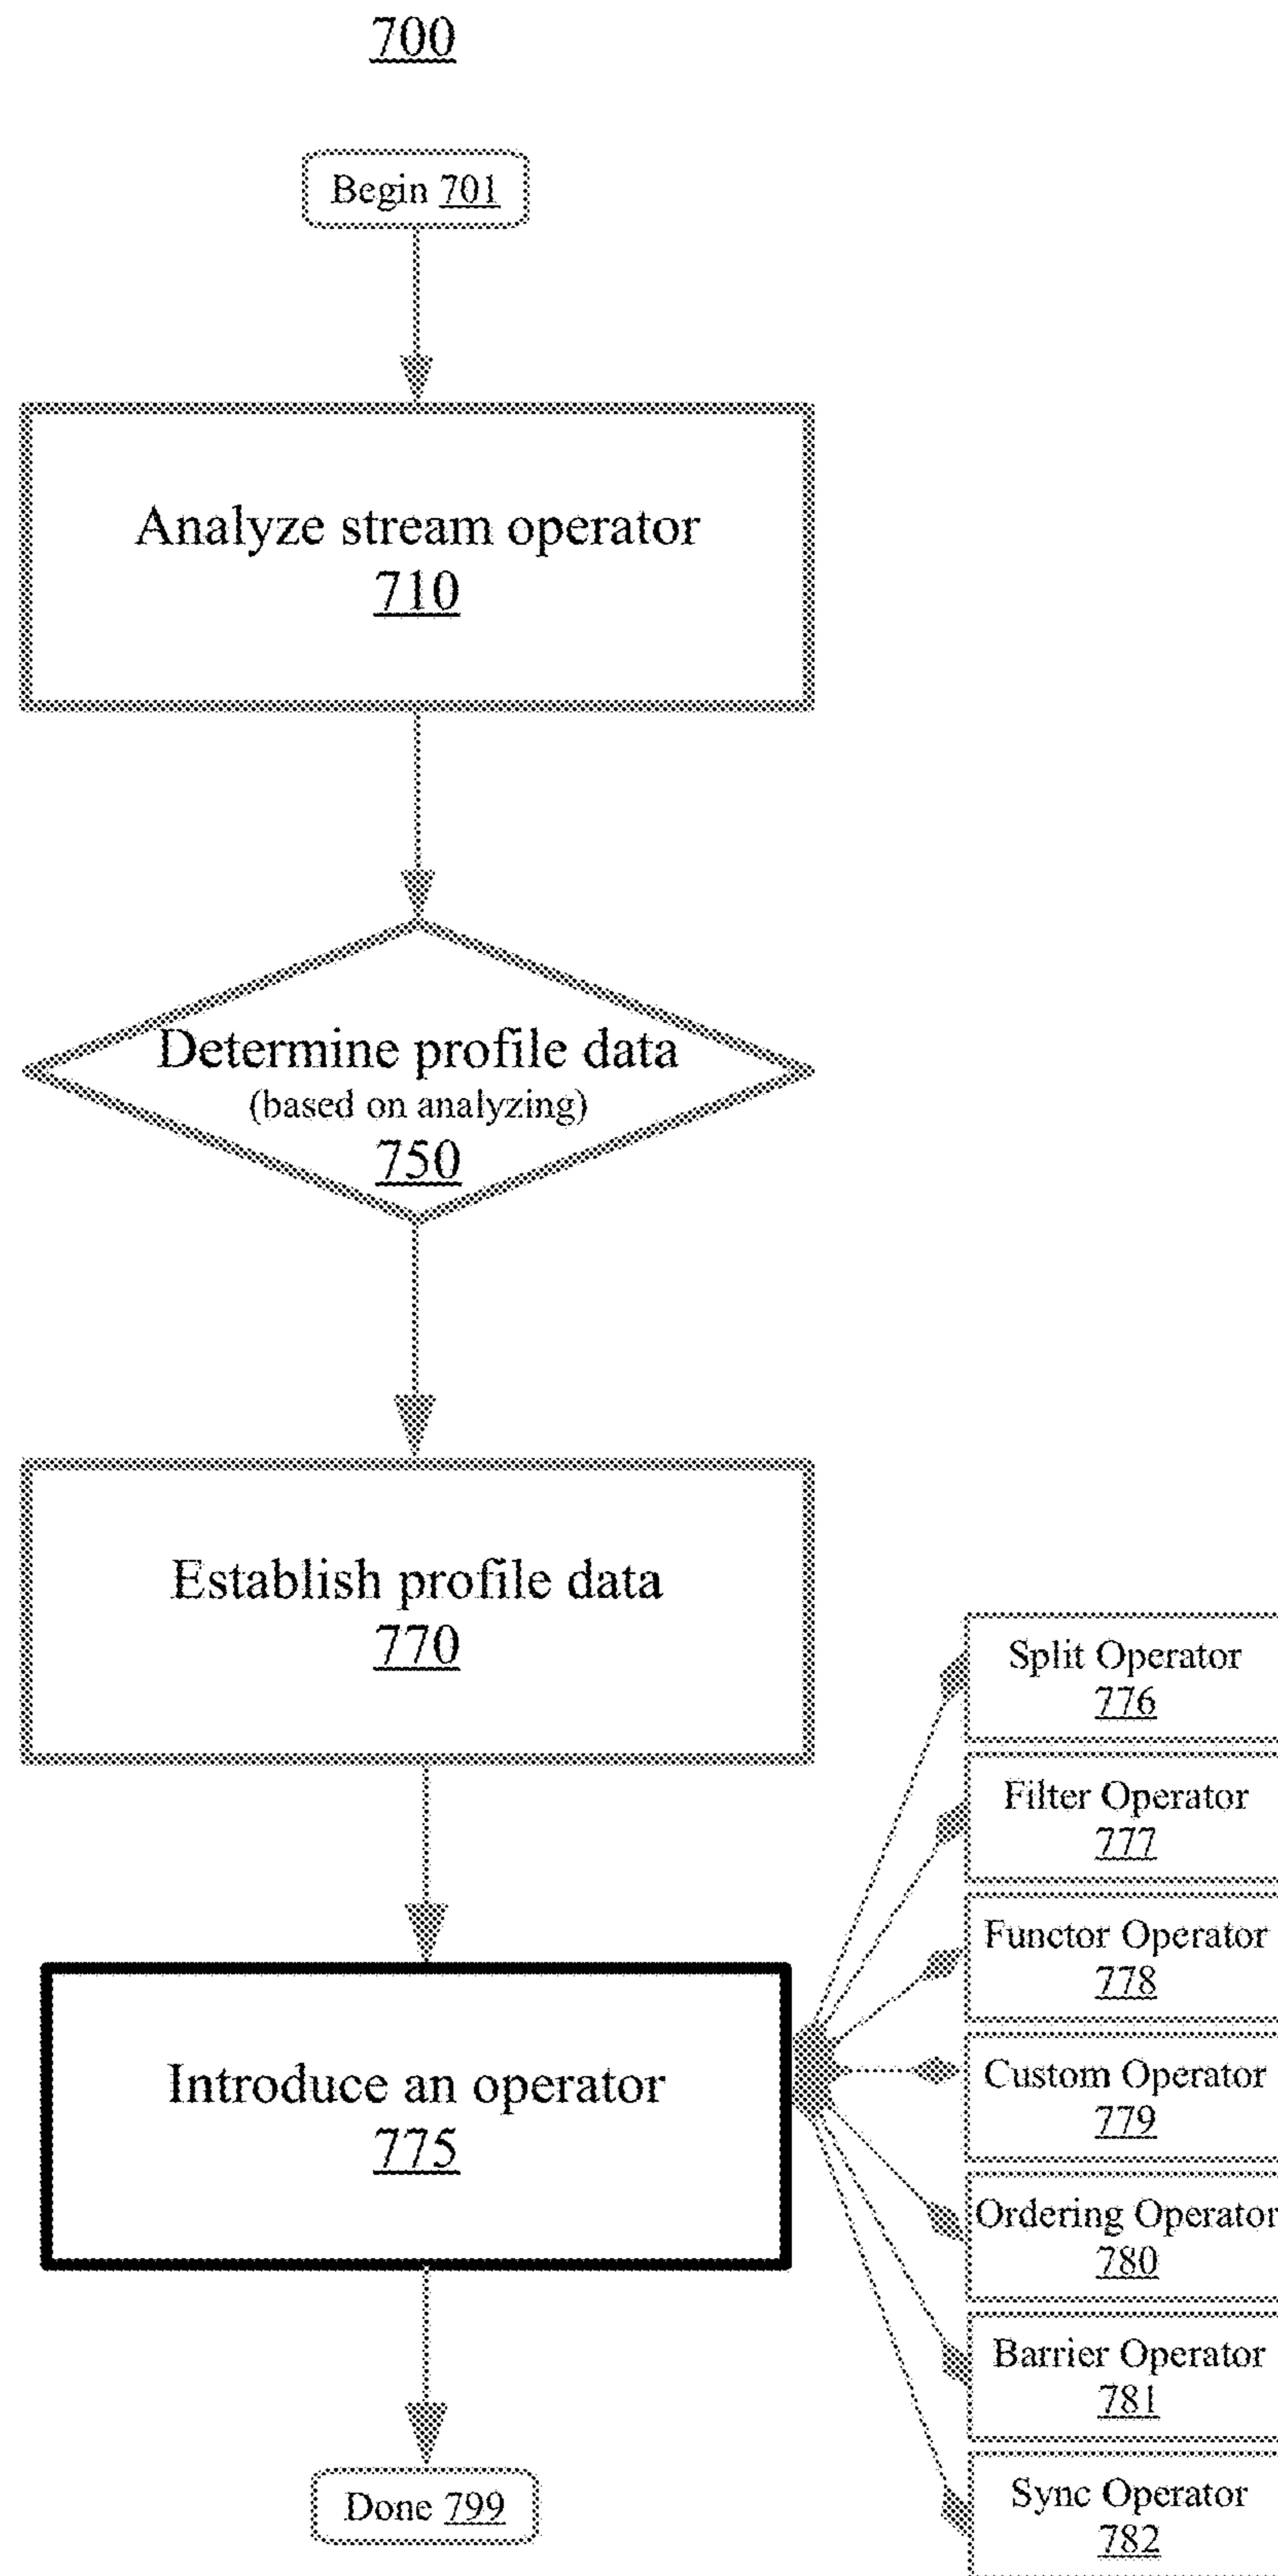 700
Begin 701
Analyze stream operator
710
Determine profile data
(based on analyzing)
750
Establish profile data
770
Introduce an operator
775
Done 799
Split Operator
776
Filter Operator
777
Functor Operator
778
Custom Operator
779
Ordering Operator
780
Barrier Operator
781
Sync Operator
782